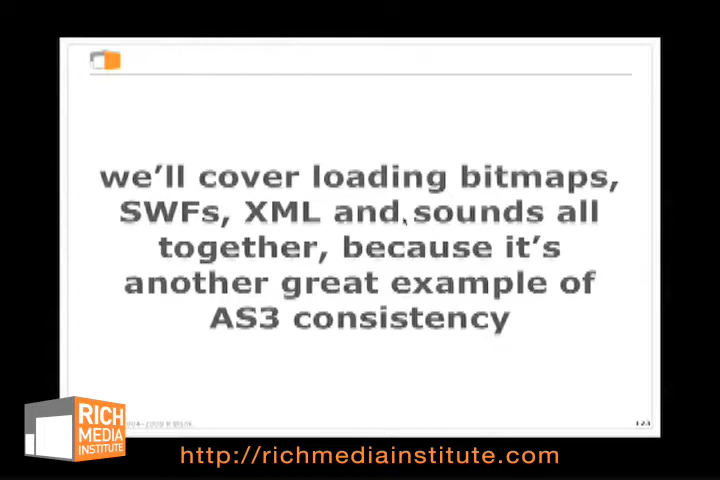 we'll cover loading bitmaps,
SWFs, XML and sounds all
together, because it's
another great example of
AS3 consistency
123
RICH
MEDIA
INSTITUTE
http://richmediainstitute.com